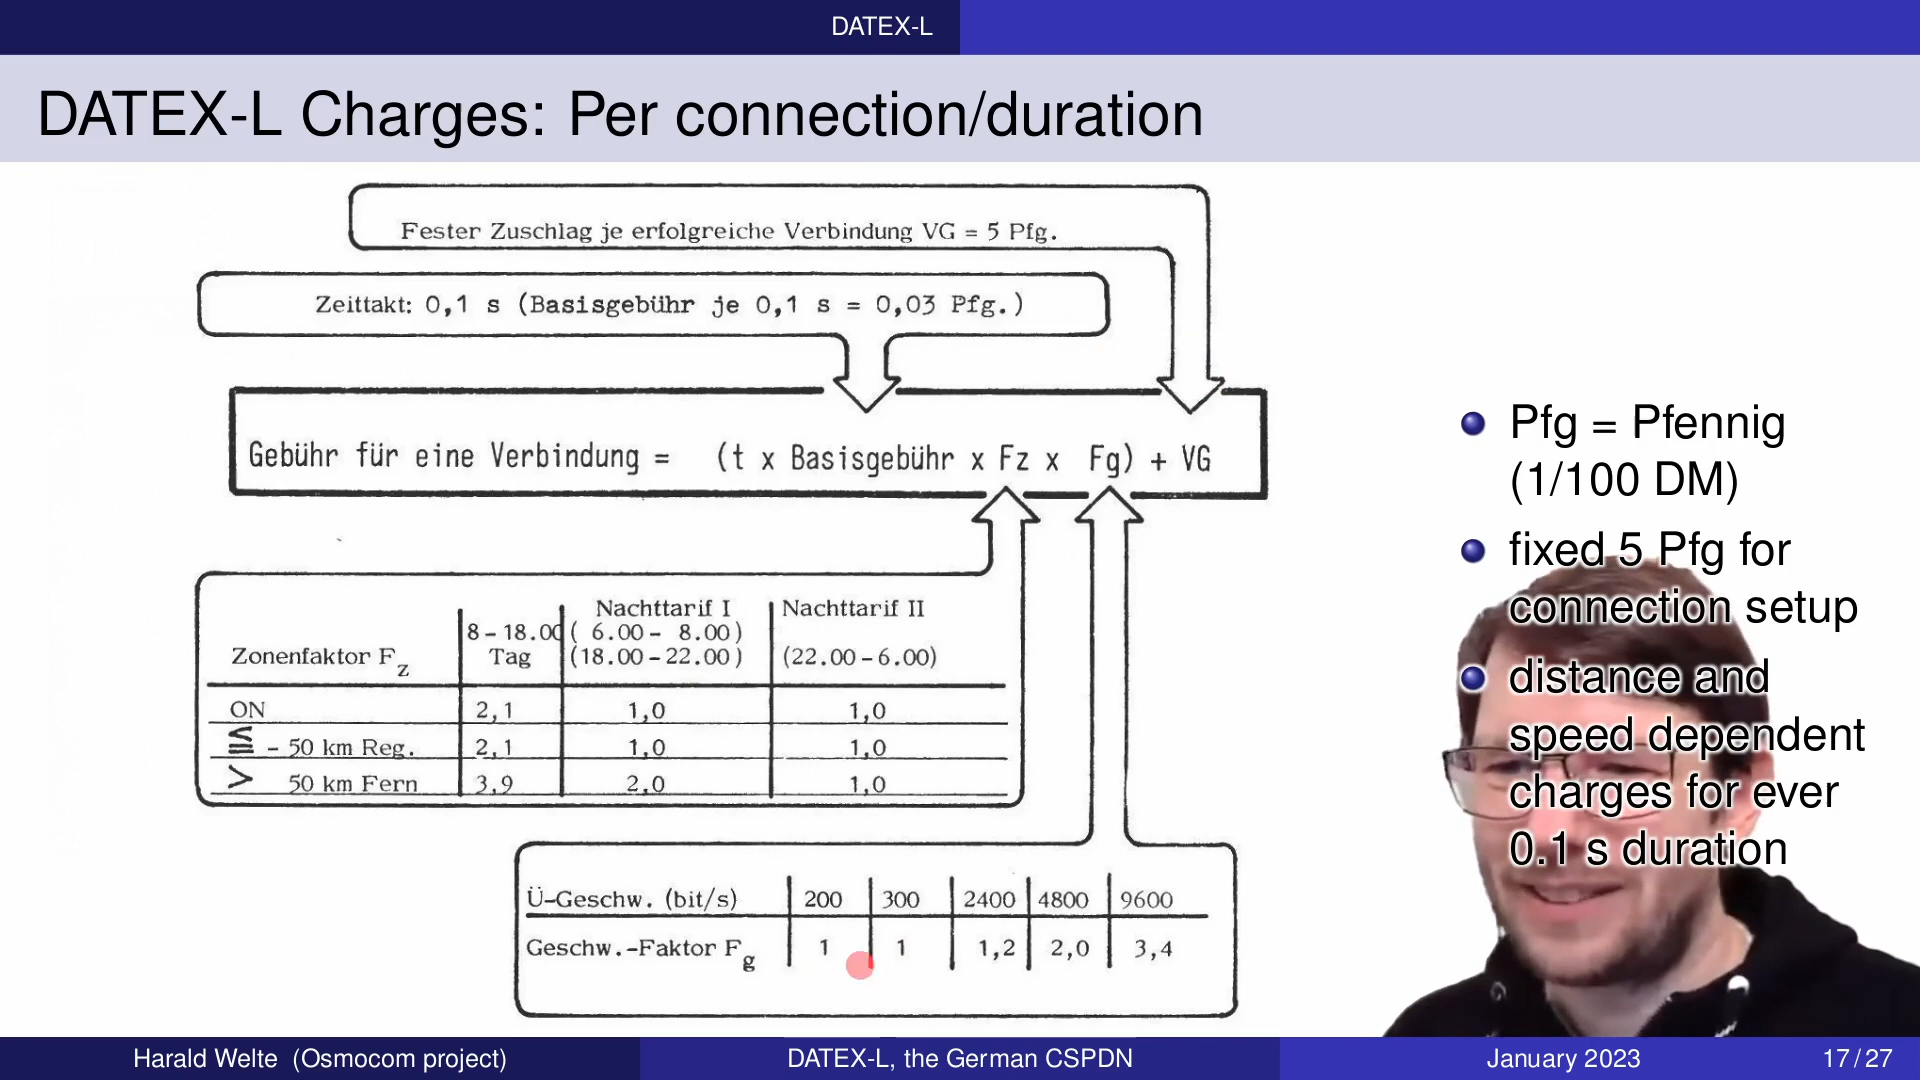 DATEX-L
DATEX-L Charges: Per connection/duration
Fester Zuschlag je erfolgreiche Verbindung VG = 5 Pfg.
Zeittakt: 0,1 s (Basisgebühr je 0,1 s = 0,03 Pfg.)
Gebühr für eine Verbindung = (t x Basisgebühr x Fz x Fg) + VG
Nachttarif I Nachttarif II
8-18.00 ( 6.00 - 8.00)
Zonenfaktor Fz Tag (18.00-22.00) (22.00-6.00)
ON 2,1 1,0 1,0
≦ - 50 km Reg. 2,1 1,0 1,0
> 50 km Fern 3,9 2,0 1,0
Ü-Geschw. (bit/s) 200 300 2400 4800 9600
Geschw.-Faktor Fg 1 1 1,2 2,0 3,4
Pfg = Pfennig
(1/100 DM)
fixed 5 Pfg for
connection setup
distance and
speed dependent
charges for ever
0.1 s duration
Harald Welte (Osmocom project) DATEX-L, the German CSPDN January 2023 17/27